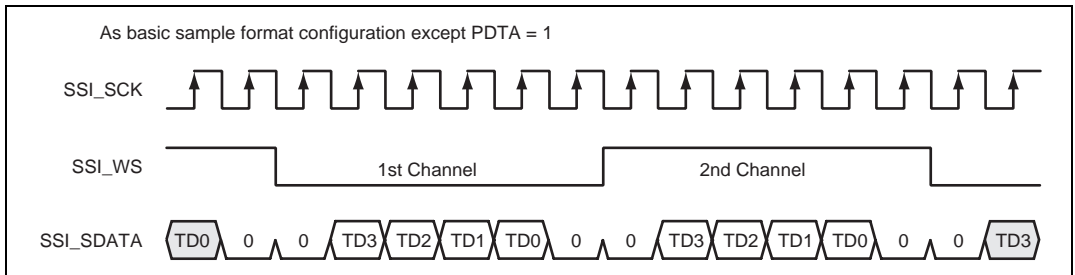 As basic sample format configuration except PDTA = 1
SSI_SCK
SSI_WS 1st Channel 2nd Channel
SSI_SDATA TD0 0 0 TD3 TD2 TD1 TD0 0 0 TD3 TD2 TD1 TD0 0 0 TD3